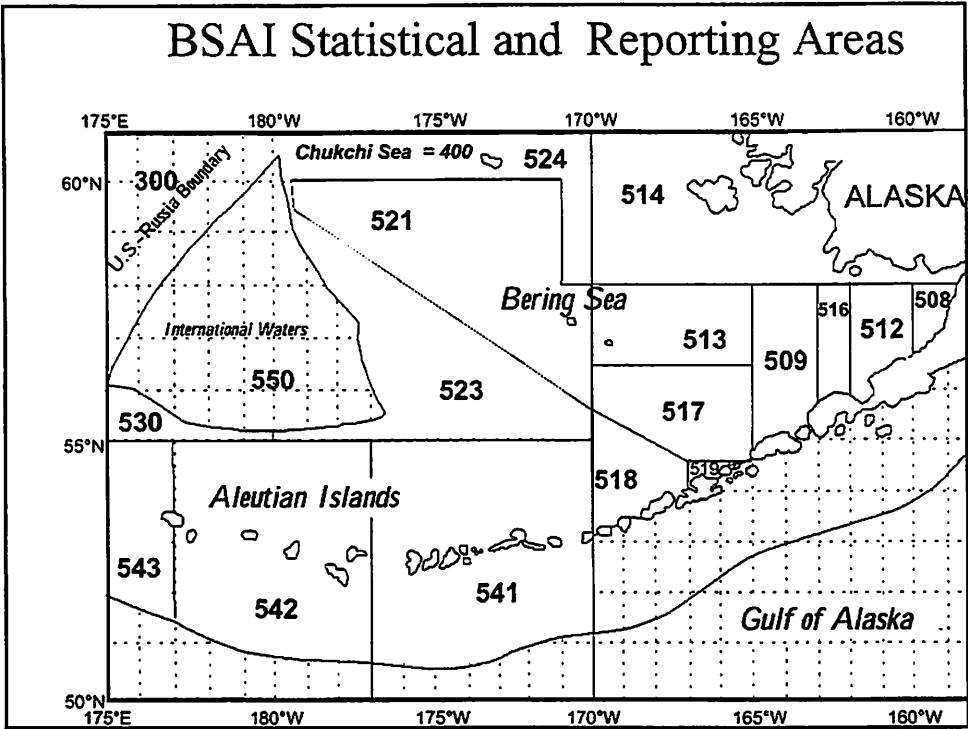 BSAI Statistical and Reporting Areas
175°E 180°W 175°W 170°W 165°W 160°W
Chukchi Sea = 400
524
60°N
300
U.S.-Russia Boundary
514
ALASKA
521
Bering Sea
516
508
512
International Waters
513
509
550
523
517
530
55°N
519
518
Aleutian Islands
543
542
541
Gulf of Alaska
50°N
175°E 180°W 175°W 170°W 165°W 160°W